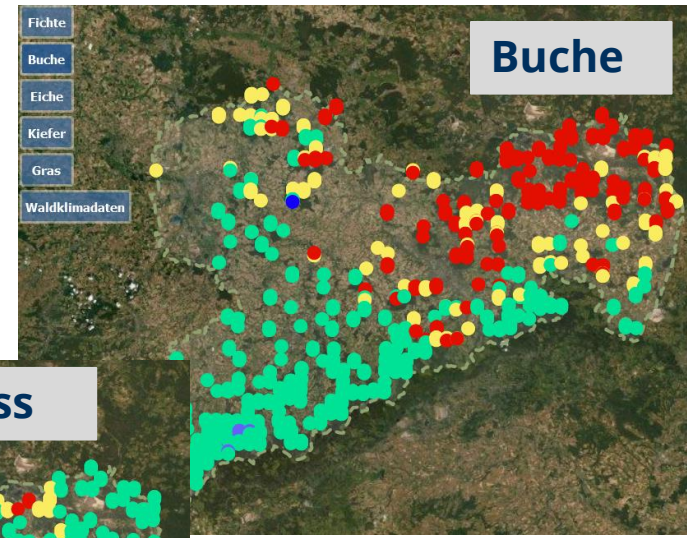 Fichte
Buche
Eiche
Kiefer
Gras
Waldklimadaten
Buche
ss